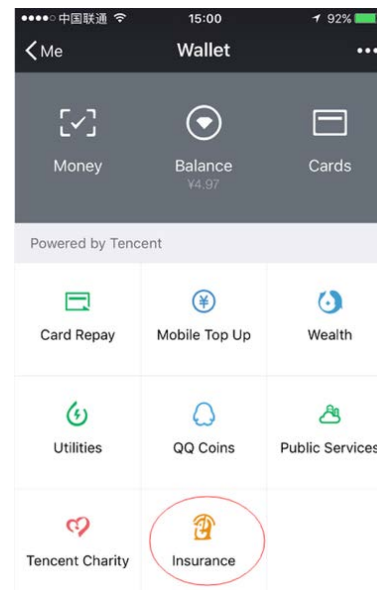 中国联通 15:00 92%
Me Wallet
Money Balance Cards
¥4.97
Powered by Tencent
Card Repay Mobile Top Up Wealth
Utilities QQ Coins Public Services
Tencent Charity Insurance